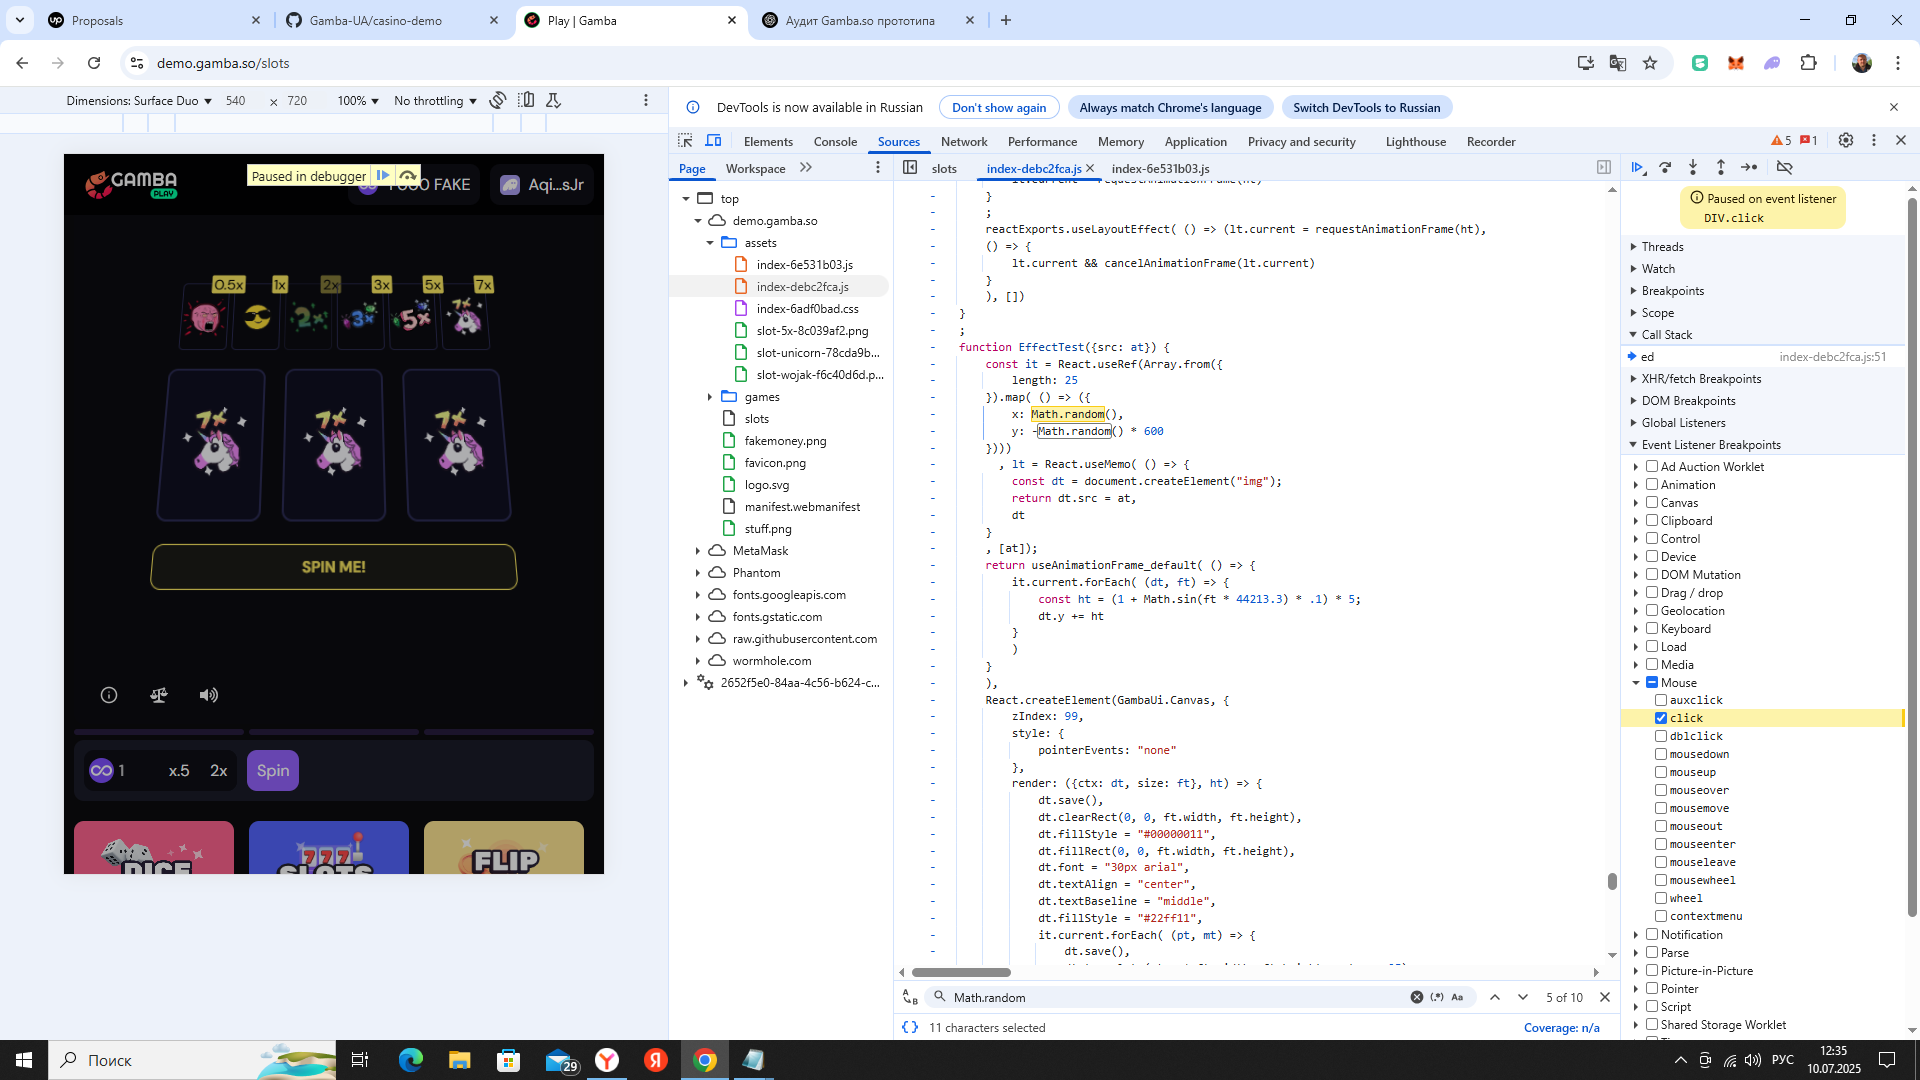 Proposals
Gamba-UA/casino-demo
Play | Gamba
Аудит Gamba.so прототипа
demo.gamba.so/slots
Dimensions: Surface Duo
540
×
720
100%
No throttling
DevTools is now available in Russian
Don't show again
Always match Chrome's language
Switch DevTools to Russian
Elements
Console
Sources
Network
Performance
Memory
Application
Privacy and security
Lighthouse
Recorder
5
1
Page
Workspace
slots
index-debc2fca.js
index-6e531b03.js
GAMBA
PLAY
Paused in debugger
FAKE
Aqi...sJr
0.5x
1x
2x
3x
5x
7x
2x
3x
5x
7x
7x
7x
7x
SPIN ME!
1
x.5
2x
Spin
DICE
777
SLOTS
FLIP
top
demo.gamba.so
assets
index-6e531b03.js
index-debc2fca.js
index-6adf0bad.css
slot-5x-8c039af2.png
slot-unicorn-78cda9b...
slot-wojak-f6c40d6d.p...
games
slots
fakemoney.png
favicon.png
logo.svg
manifest.webmanifest
stuff.png
MetaMask
Phantom
fonts.googleapis.com
fonts.gstatic.com
raw.githubusercontent.com
wormhole.com
2652f5e0-84aa-4c56-b624-c...
}
;
reactExports.useLayoutEffect( () => (lt.current = requestAnimationFrame(ht),
() => {
lt.current && cancelAnimationFrame(lt.current)
}
), [])
}
;
function EffectTest({src: at}) {
const it = React.useRef(Array.from({
length: 25
}).map( () => ({
x: Math.random(),
y: -Math.random() * 600
})))
, lt = React.useMemo( () => {
const dt = document.createElement("img");
return dt.src = at,
dt
}
, [at]);
return useAnimationFrame_default( () => {
it.current.forEach( (dt, ft) => {
const ht = (1 + Math.sin(ft * 44213.3) * .1) * 5;
dt.y += ht
}
)
}
),
React.createElement(GambaUi.Canvas, {
zIndex: 99,
style: {
pointerEvents: "none"
},
render: ({ctx: dt, size: ft}, ht) => {
dt.save(),
dt.clearRect(0, 0, ft.width, ft.height),
dt.fillStyle = "#00000011",
dt.fillRect(0, 0, ft.width, ft.height),
dt.font = "30px arial",
dt.textAlign = "center",
dt.textBaseline = "middle",
dt.fillStyle = "#22ff11",
it.current.forEach( (pt, mt) => {
dt.save(),
Math.random
5 of 10
11 characters selected
Coverage: n/a
Paused on event listener
DIV.click
Threads
Watch
Breakpoints
Scope
Call Stack
ed
index-debc2fca.js:51
XHR/fetch Breakpoints
DOM Breakpoints
Global Listeners
Event Listener Breakpoints
Ad Auction Worklet
Animation
Canvas
Clipboard
Control
Device
DOM Mutation
Drag / drop
Geolocation
Keyboard
Load
Media
Mouse
auxclick
click
dblclick
mousedown
mouseup
mouseover
mousemove
mouseout
mouseenter
mouseleave
mousewheel
wheel
contextmenu
Notification
Parse
Picture-in-Picture
Pointer
Script
Shared Storage Worklet
Поиск
29
РУС
12:35
10.07.2025